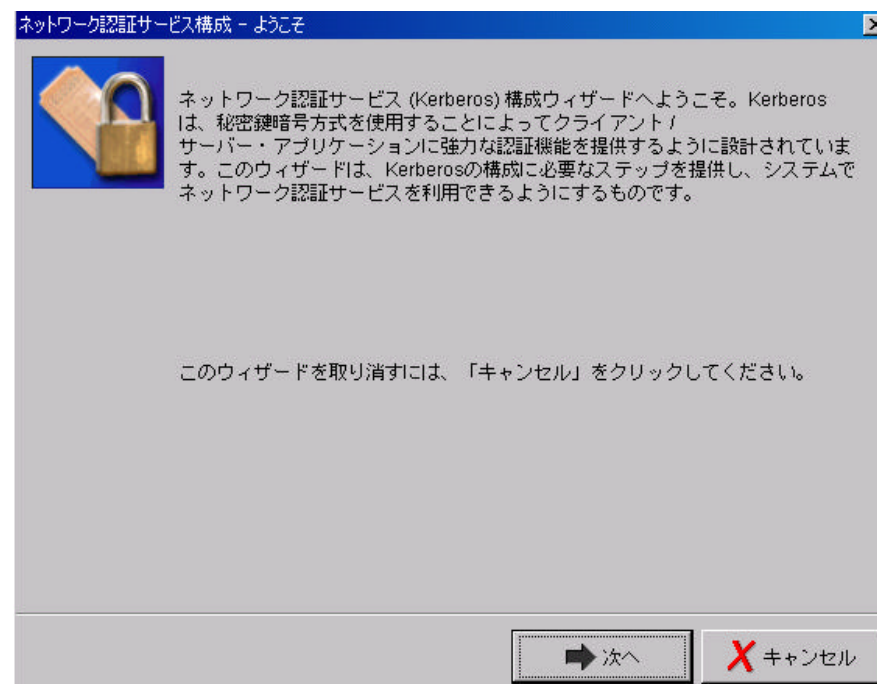 ネットワーク認証サービス構成 - ようこそ
ネットワーク認証サービス (Kerberos) 構成ウィザードへようこそ。Kerberos
は、秘密鍵暗号方式を使用することによってクライアント /
サーバー・アプリケーションに強力な認証機能を提供するように設計されていま
す。このウィザードは、Kerberosの構成に必要なステップを提供し、システムで
ネットワーク認証サービスを利用できるようにするものです。
このウィザードを取り消すには、「キャンセル」をクリックしてください。
次へ
キャンセル